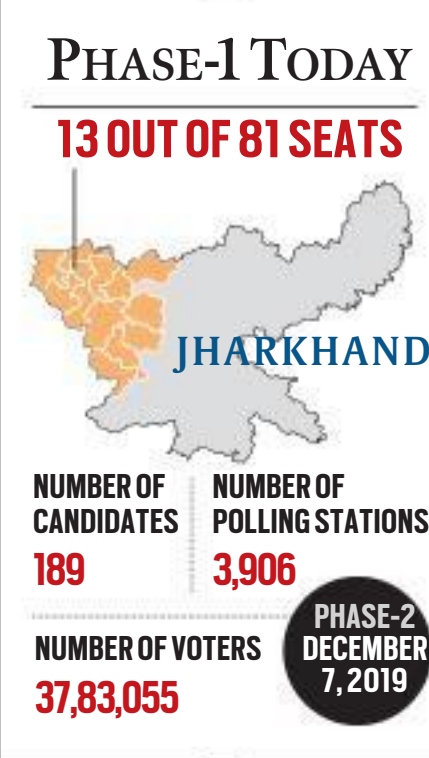 PHASE-1 TODAY
13 OUT OF 81 SEATS
JHARKHAND
NUMBER OF
CANDIDATES
189
NUMBER OF
POLLING STATIONS
3,906
NUMBER OF VOTERS
37,83,055
PHASE-2
DECEMBER
7, 2019